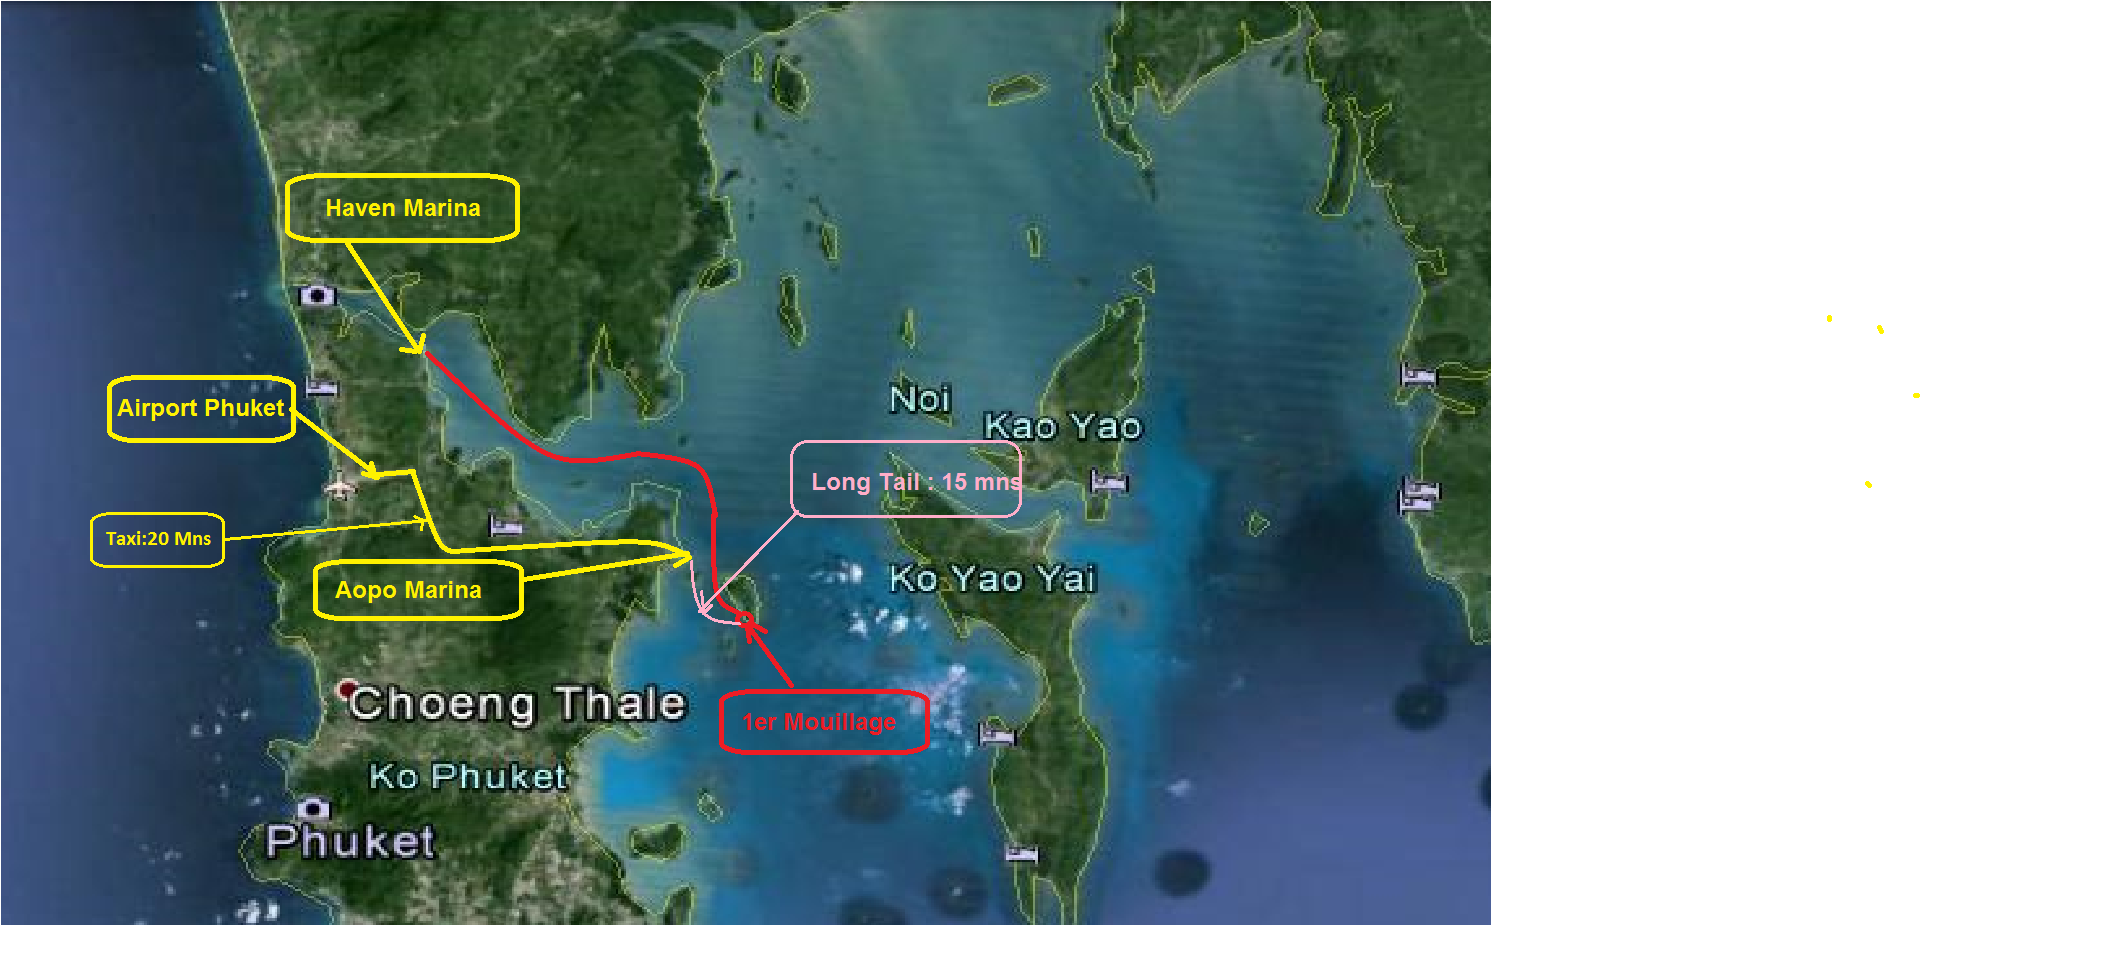 Haven Marina
Airport Phuket
Noi
Kao Yao
Long Tail : 15 mns
Taxi:20 Mns
Aopo Marina
Ko Yao Yai
Choeng Thale
1er Mouillage
Ko Phuket
Phuket